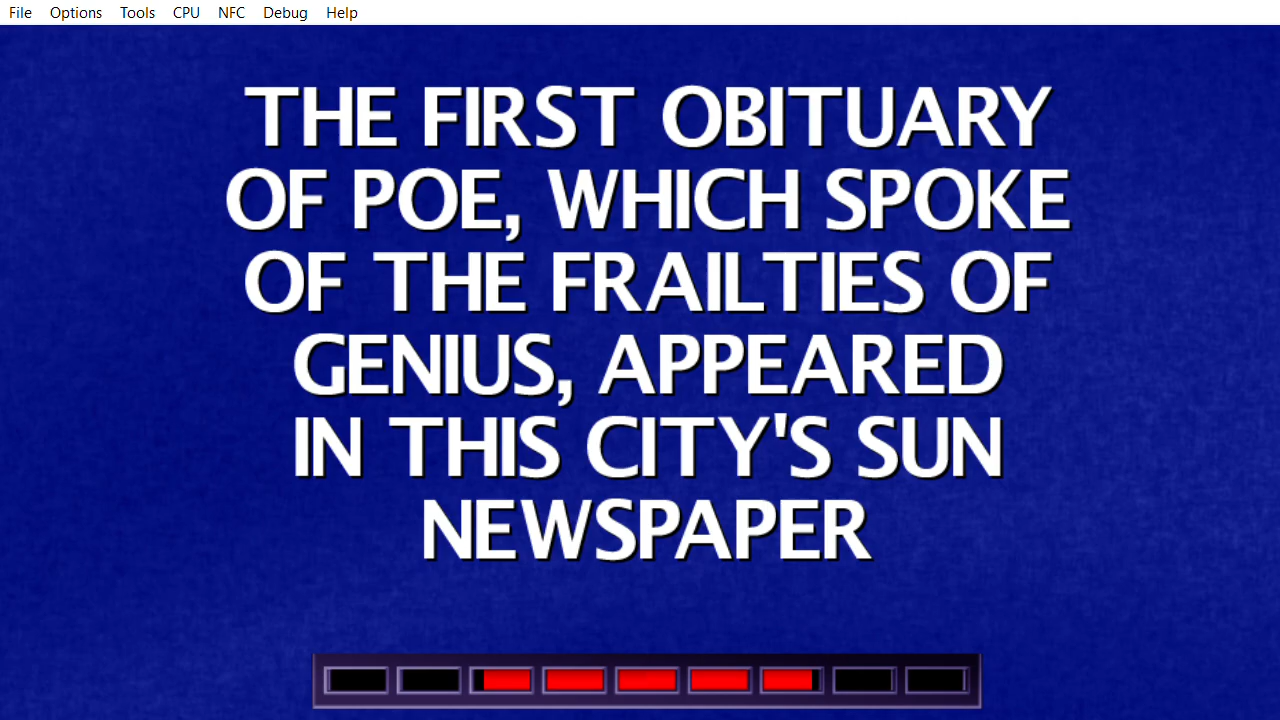 File Options Tools CPU NFC Debug Help
THE FIRST OBITUARY
OF POE, WHICH SPOKE
OF THE FRAILTIES OF
GENIUS, APPEARED
IN THIS CITY'S SUN
NEWSPAPER